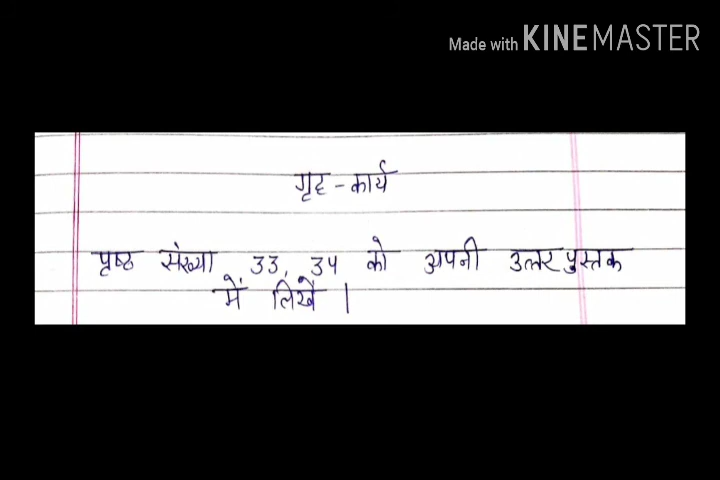 Made with KINEMASTER
गृह - कार्य
पृष्ठ संख्या 33, 34 को अपनी उत्तर पुस्तक
में लिखें ।